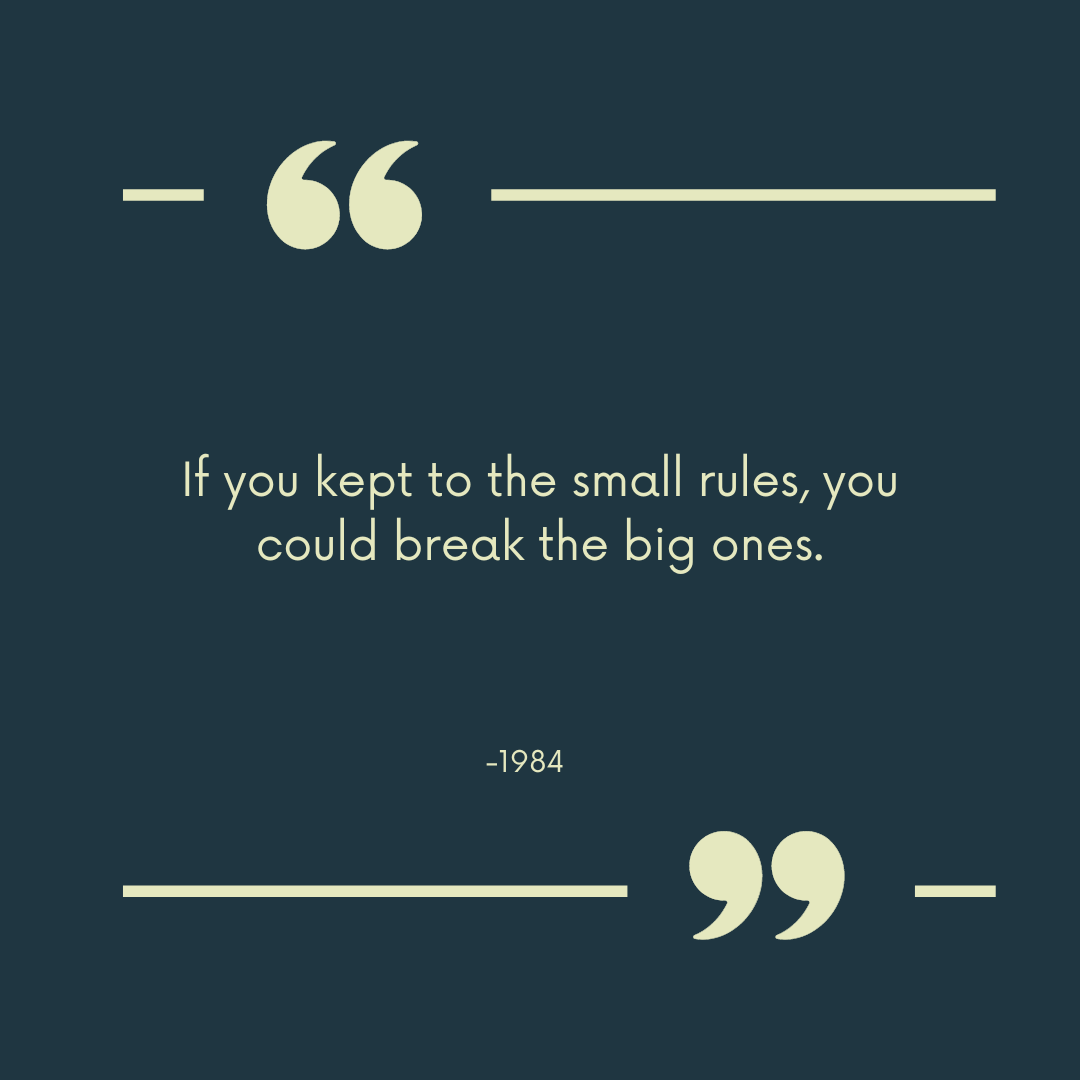 “
If you kept to the small rules, you
could break the big ones.
-1984
”